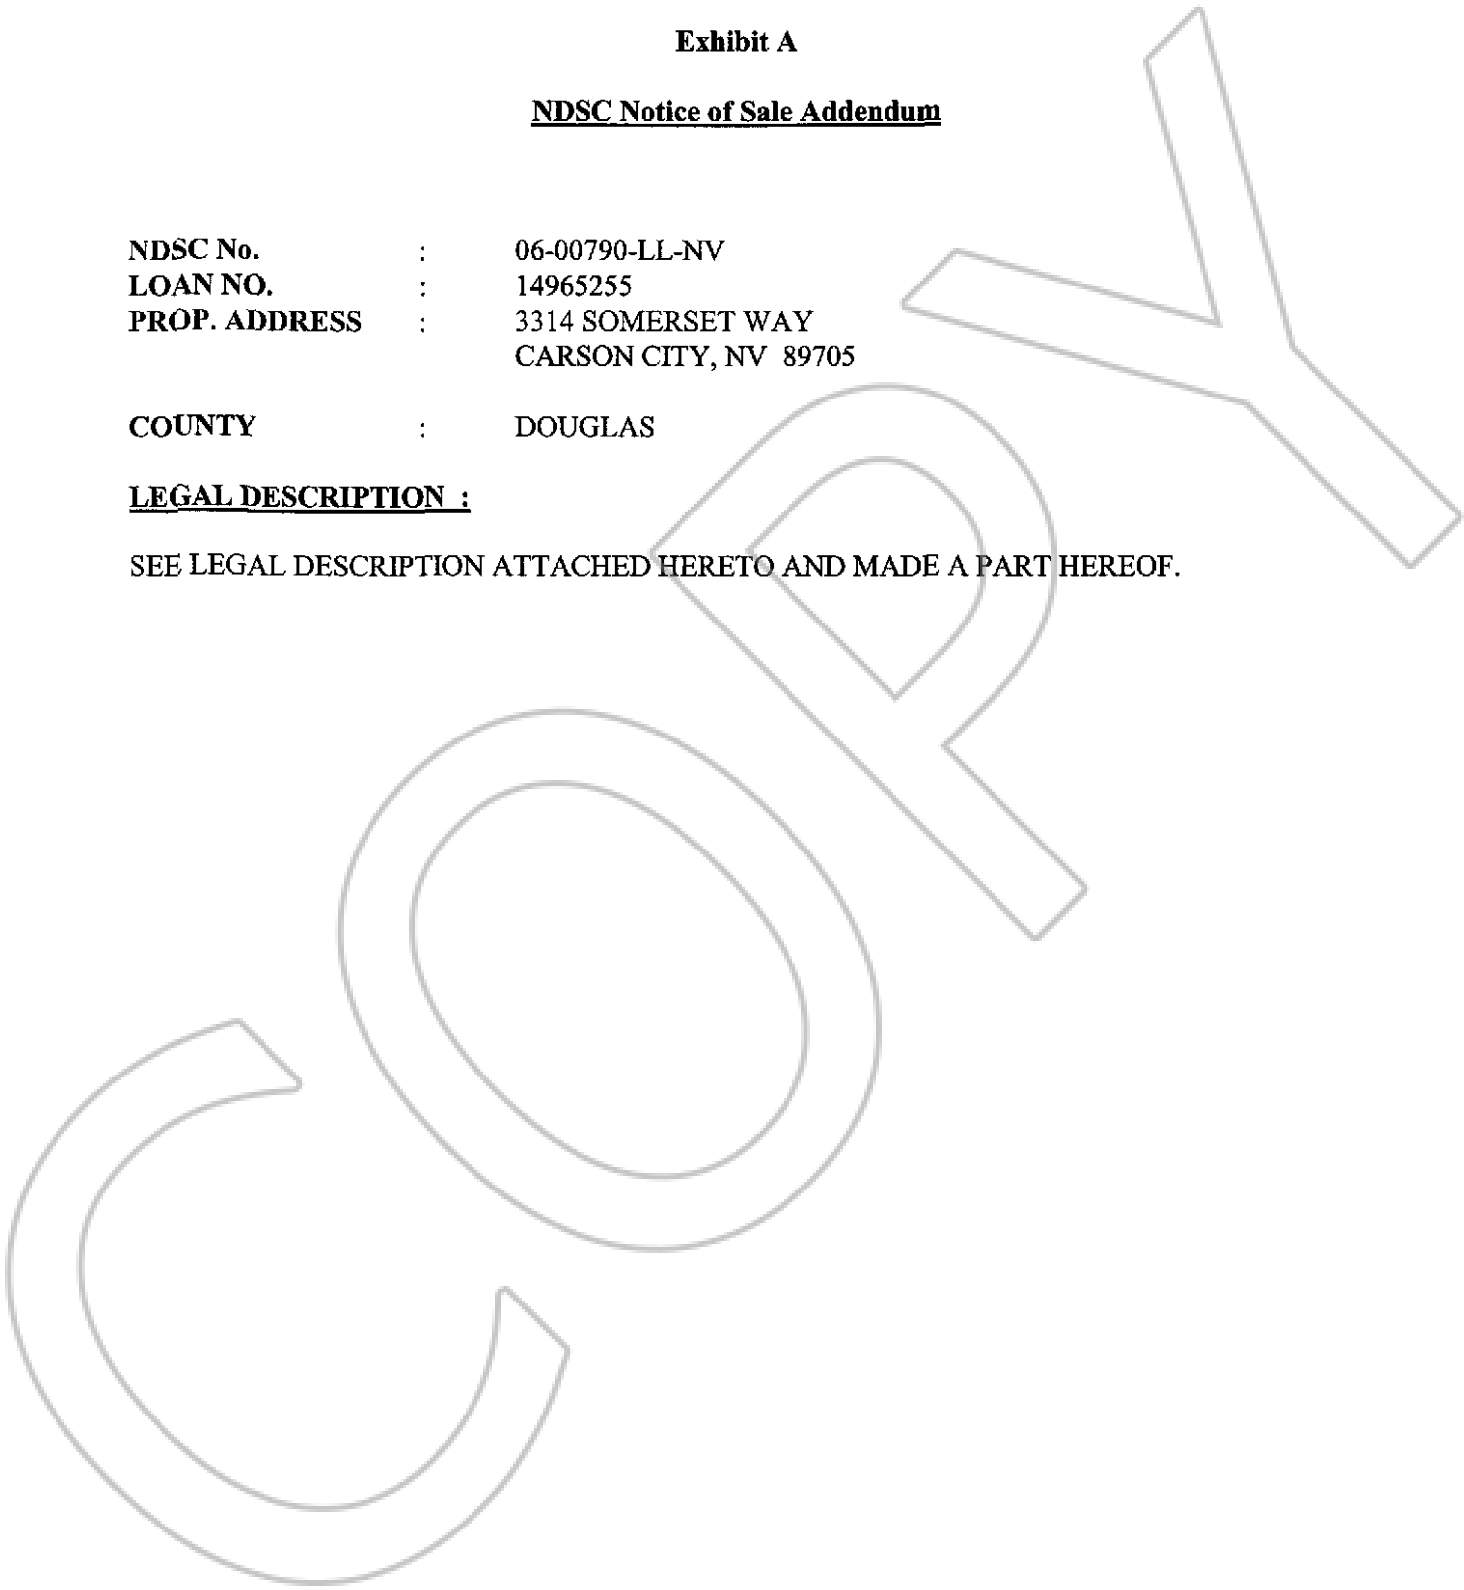 Exhibit A
NDSC Notice of Sale Addendum
NDSC No. : 06-00790-LL-NV
LOAN NO. : 14965255
PROP. ADDRESS : 3314 SOMERSET WAY
CARSON CITY, NV 89705
COUNTY : DOUGLAS
LEGAL DESCRIPTION :
SEE LEGAL DESCRIPTION ATTACHED HERETO AND MADE A PART HEREOF.
COPY